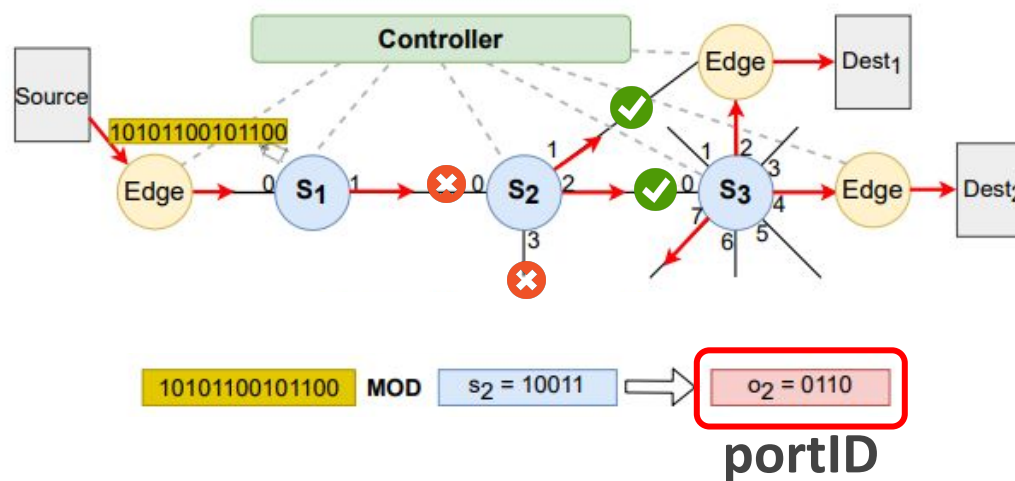 Controller
Source
10101100101100
Edge
0
S1
1
0
S2
1
2
3
0
S3
1
2
3
4
5
6
7
Edge
Dest1
Edge
Dest2
10101100101100 MOD s2 = 10011 o2 = 0110
portID